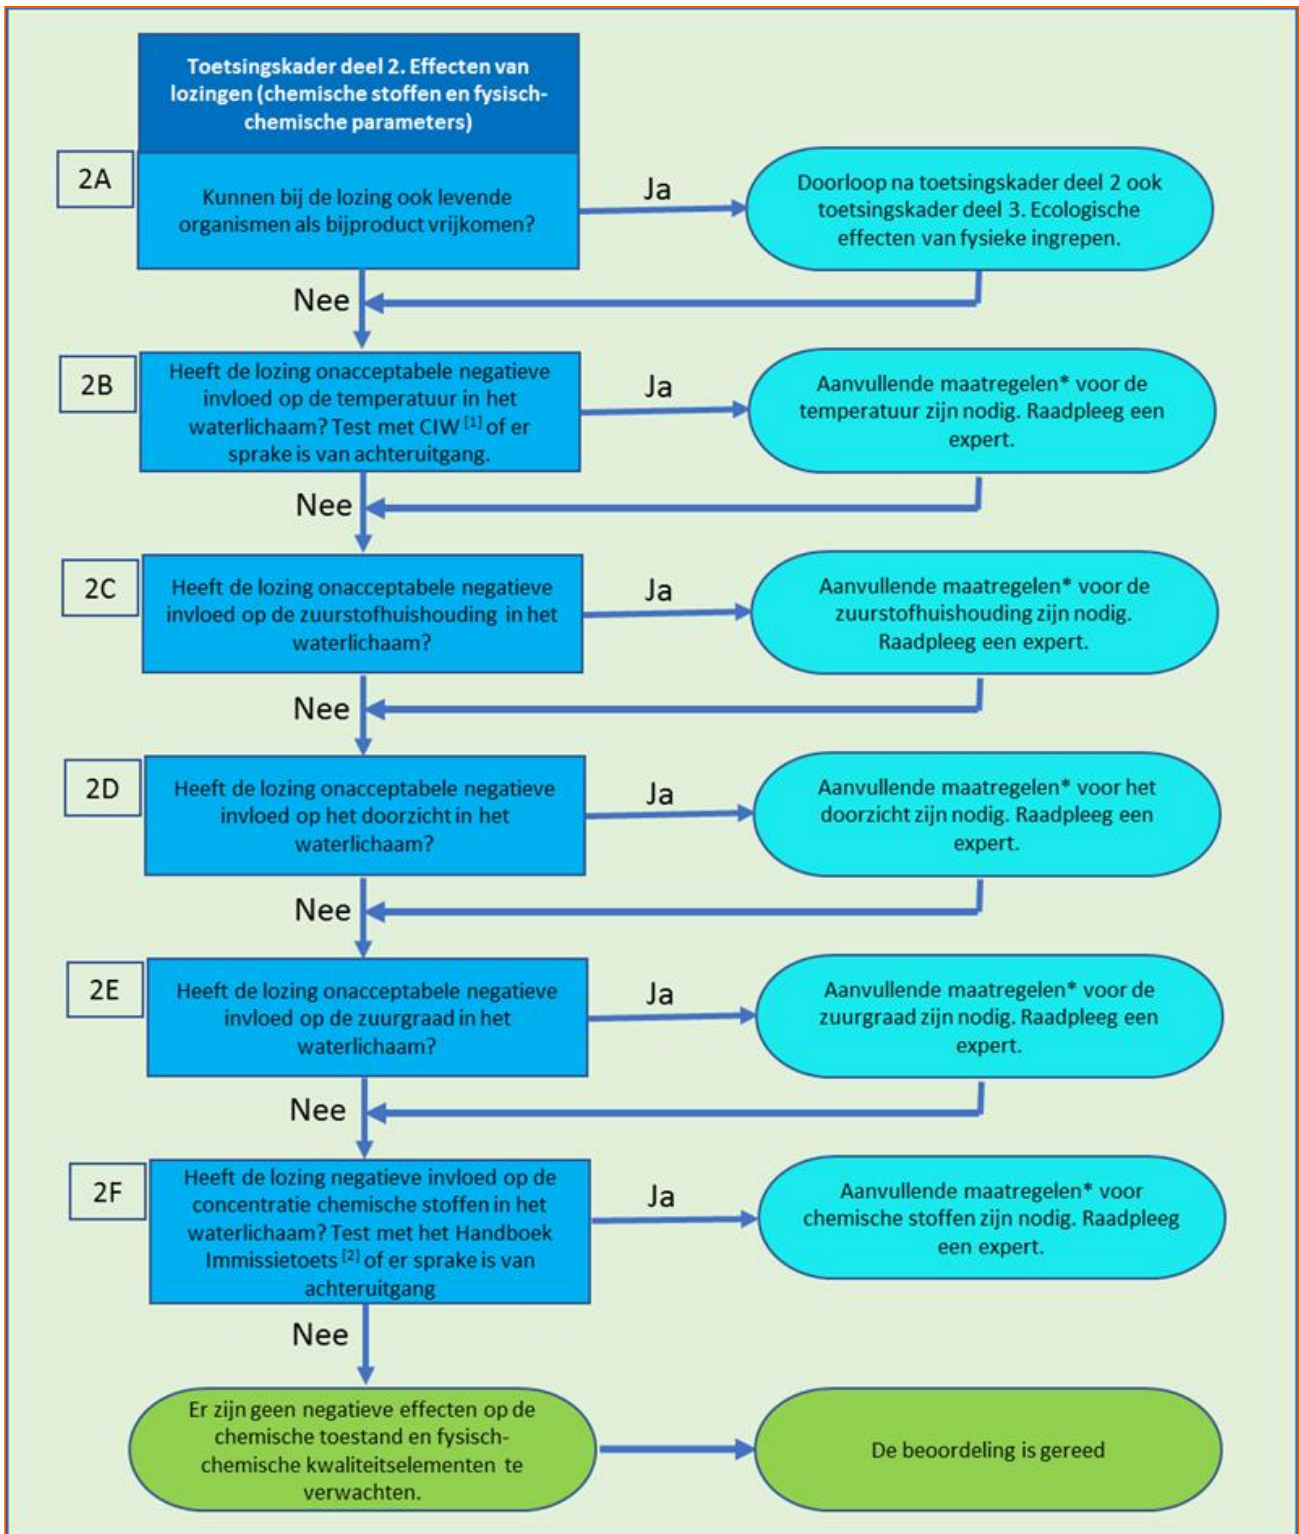 Toetsingskader deel 2. Effecten van
lozingen (chemische stoffen en fysisch-
chemische parameters)
2A
Kunnen bij de lozing ook levende
organismen als bijproduct vrijkomen?
Ja
Doorloop na toetsingskader deel 2 ook
toetsingskader deel 3. Ecologische
effecten van fysieke ingrepen.
Nee
2B
Heeft de lozing onacceptabele negatieve
invloed op de temperatuur in het
waterlichaam? Test met CIW [1] of er
sprake is van achteruitgang.
Ja
Aanvullende maatregelen* voor de
temperatuur zijn nodig. Raadpleeg een
expert.
Nee
2C
Heeft de lozing onacceptabele negatieve
invloed op de zuurstofhuishouding in het
waterlichaam?
Ja
Aanvullende maatregelen* voor de
zuurstofhuishouding zijn nodig.
Raadpleeg een expert.
Nee
2D
Heeft de lozing onacceptabele negatieve
invloed op het doorzicht in het
waterlichaam?
Ja
Aanvullende maatregelen* voor het
doorzicht zijn nodig. Raadpleeg een
expert.
Nee
2E
Heeft de lozing onacceptabele negatieve
invloed op de zuurgraad in het
waterlichaam?
Ja
Aanvullende maatregelen* voor de
zuurgraad zijn nodig. Raadpleeg een
expert.
Nee
2F
Heeft de lozing negatieve invloed op de
concentratie chemische stoffen in het
waterlichaam? Test met het Handboek
Immissietoets [2] of er sprake is van
achteruitgang
Ja
Aanvullende maatregelen* voor
chemische stoffen zijn nodig. Raadpleeg
een expert.
Nee
Er zijn geen negatieve effecten op de
chemische toestand en fysisch-
chemische kwaliteitselementen te
verwachten.
De beoordeling is gereed